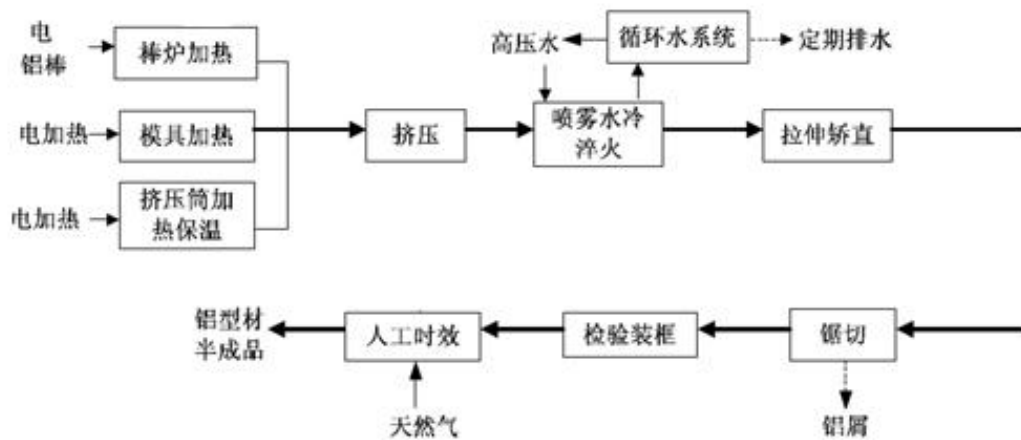 电
铝棒
棒炉加热
高压水
循环水系统
定期排水
电加热
模具加热
挤压
喷雾水冷
淬火
拉伸矫直
电加热
挤压筒加
热保温
铝型材
半成品
人工时效
检验装框
锯切
天然气
铝屑